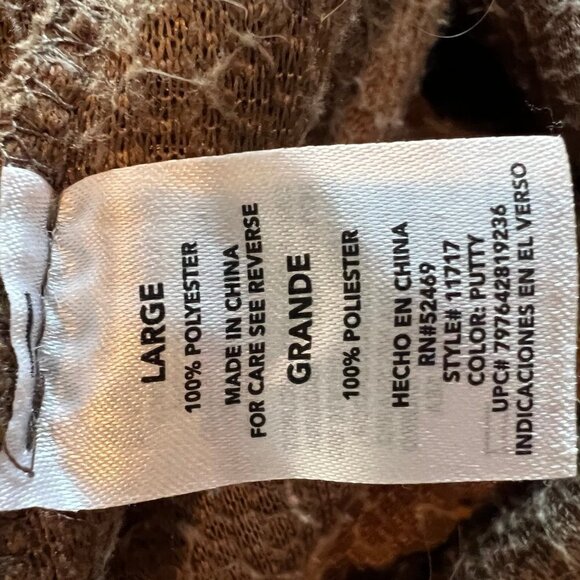 LARGE
100% POLYESTER
MADE IN CHINA
FOR CARE SEE REVERSE
GRANDE
100% POLIESTER
HECHO EN CHINA
RN#52469
STYLE# 11717
COLOR: PUTTY
UPC# 797642819236
INDICACIONES EN EL VERSO